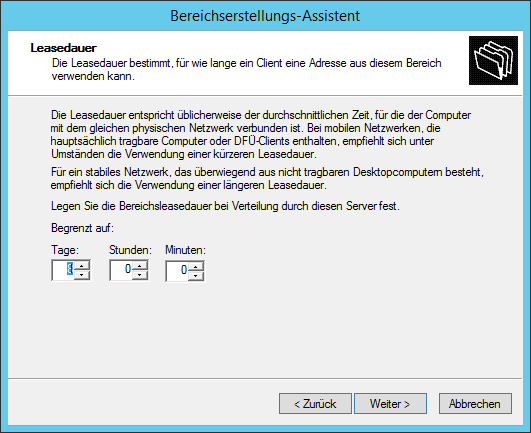 Bereichserstellungs-Assistent
Leasedauer
Die Leasedauer bestimmt, für wie lange ein Client eine Adresse aus diesem Bereich
verwenden kann.
Die Leasedauer entspricht üblicherweise der durchschnittlichen Zeit, für die der Computer
mit dem gleichen physischen Netzwerk verbunden ist. Bei mobilen Netzwerken, die
hauptsächlich tragbare Computer oder DFÜ-Clients enthalten, empfiehlt sich unter
Umständen die Verwendung einer kürzeren Leasedauer.
Für ein stabiles Netzwerk, das überwiegend aus nicht tragbaren Desktopcomputern besteht,
empfiehlt sich die Verwendung einer längeren Leasedauer.
Legen Sie die Bereichsleasedauer bei Verteilung durch diesen Server fest.
Begrenzt auf:
Tage: Stunden: Minuten:
8 0 0
< Zurück Weiter > Abbrechen